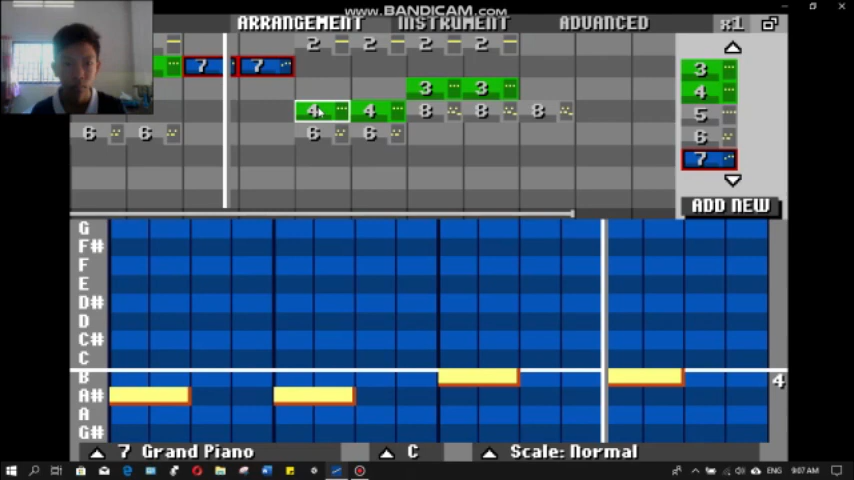 www.BANDICAM.com
ARRANGEMENT INSTRUMENT ADVANCED x1
2 2 2 2
7 7
3 3 3
4 4 8 8 8 4
5
6 6 6 6 6
7
ADD NEW
G
F#
F
E
D#
D
C#
C
B 4
A#
A
G#
7 Grand Piano C Scale: Normal
ENG 9:07 AM